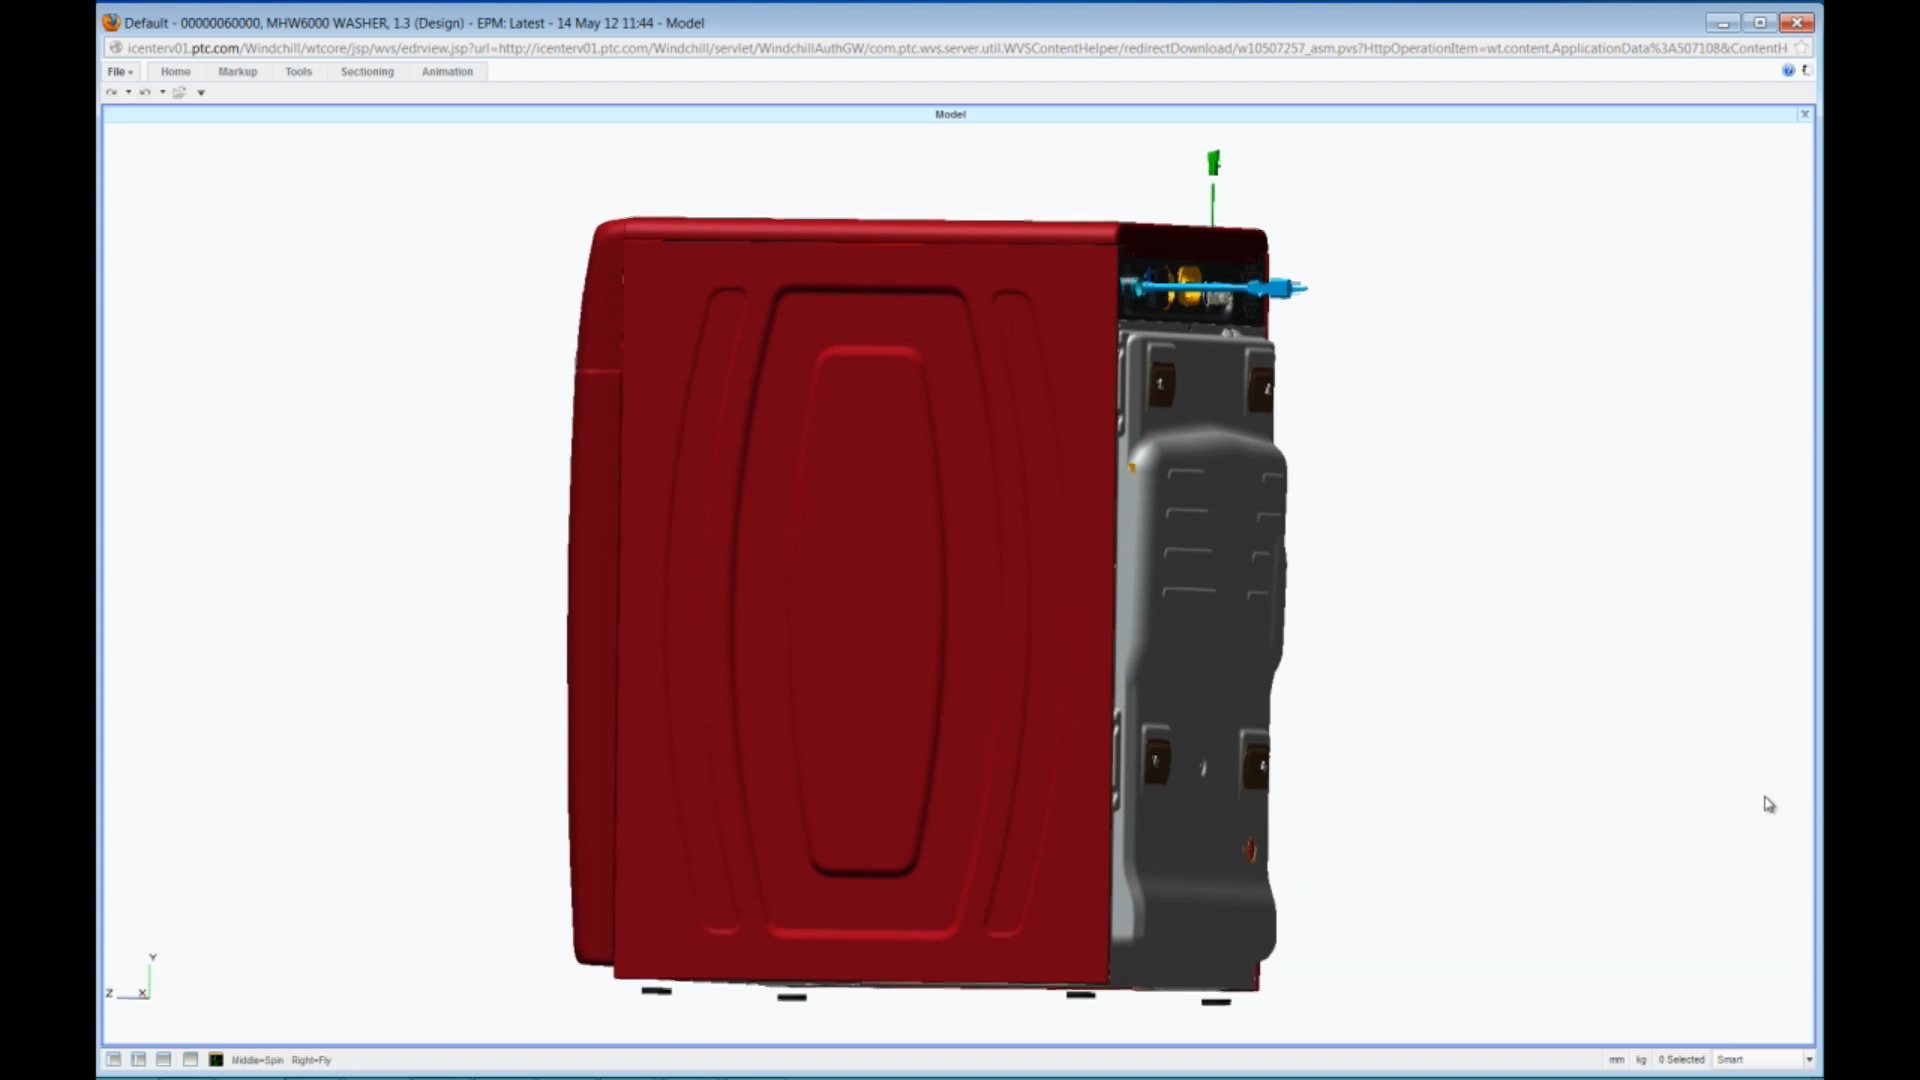 Default - 00000060000, MHW6000 WASHER, 1.3 (Design) - EPM: Latest - 14 May 12 11:44 - Model
icenterv01.ptc.com/Windchill/wtcore/jsp/wvs/edrview.jsp?url=http://icenterv01.ptc.com/Windchill/servlet/WindchillAuthGW/com.ptc.wvs.server.util.WVSContentHelper/redirectDownload/w10507257_asm.pvs?HttpOperationItem=wt.content.ApplicationData%3A507108&ContentH
File Home Markup Tools Sectioning Animation
Model
Y
Z X
Middle=Spin Right=Fly mm kg 0 Selected Smart